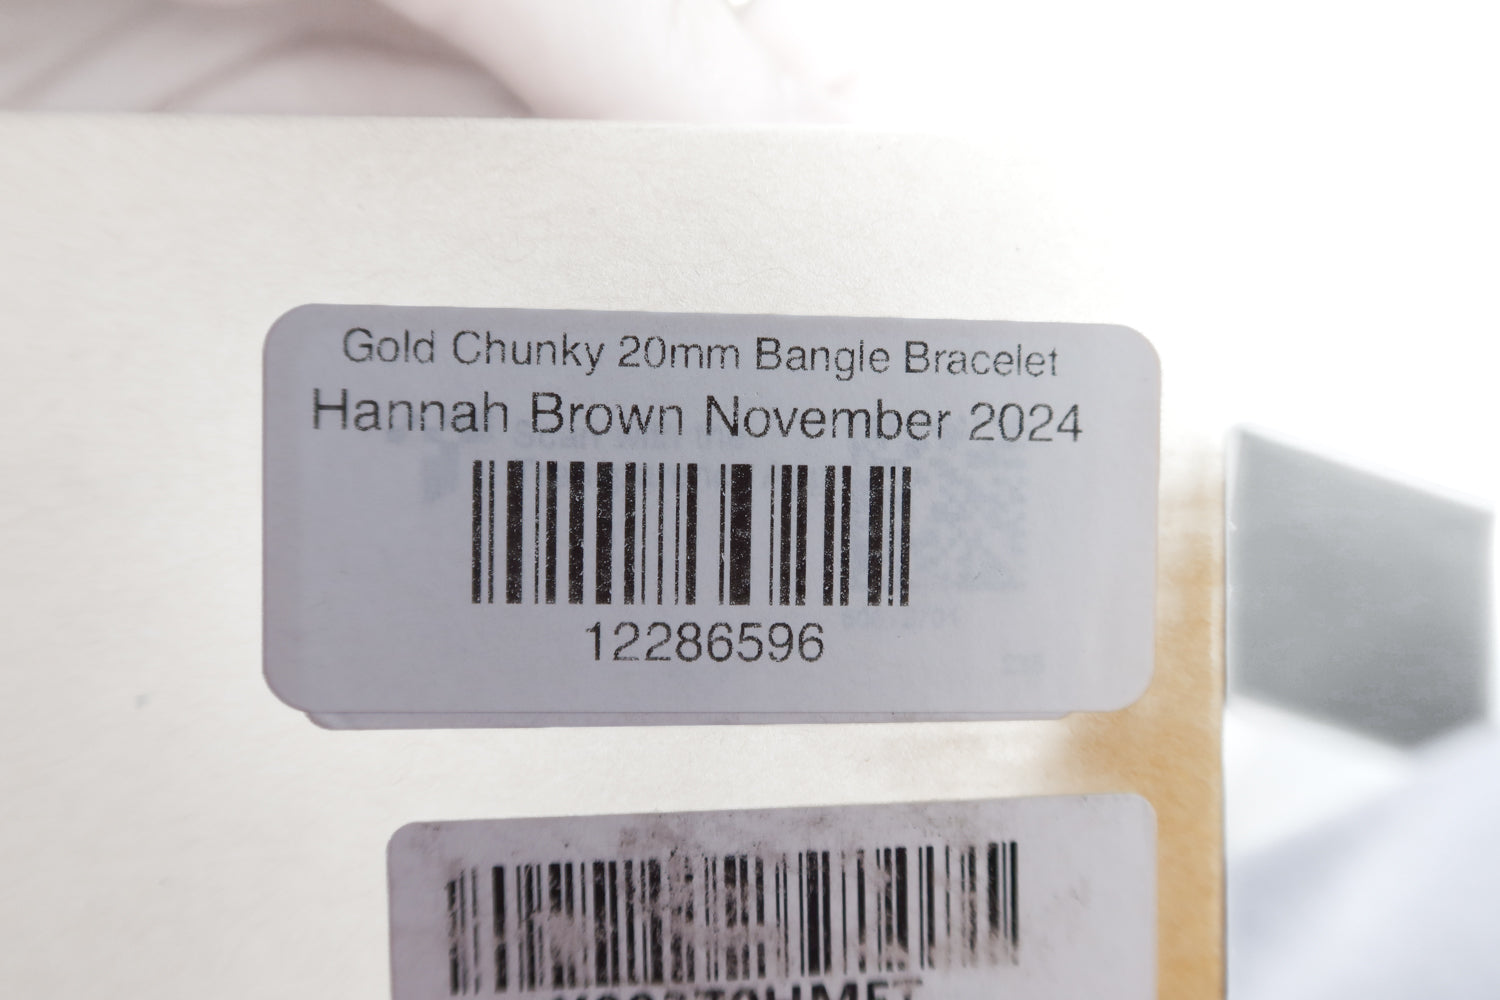 Gold Chunky 20mm Bangle Bracelet
Hannah Brown November 2024
12286596